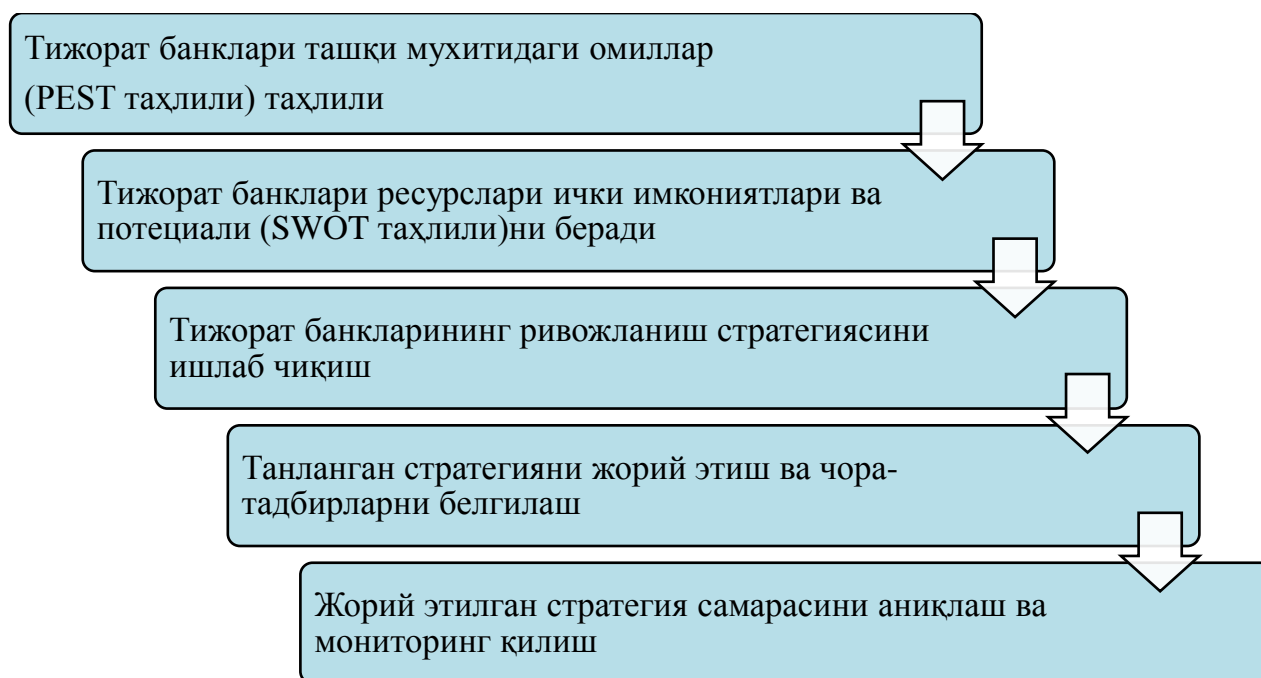 Тижорат банклари ташқи мухитидаги омиллар
(PEST таҳлили) таҳлили
Тижорат банклари ресурслари ички имкониятлари ва
потециали (SWOT таҳлили)ни беради
Тижорат банкларининг ривожланиш стратегиясини
ишлаб чиқиш
Танланган стратегияни жорий этиш ва чора-
тадбирларни белгилаш
Жорий этилган стратегия самарасини аниқлаш ва
мониторинг қилиш